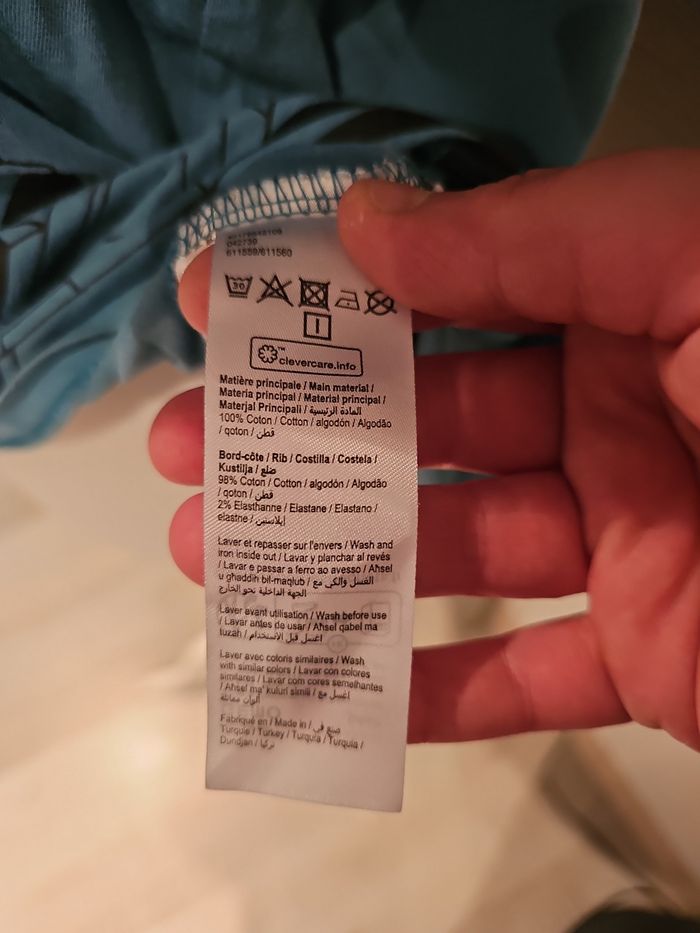 042739
611559/611560
30
™
clevercare.info
Matière principale / Main material /
Materia principal / Material principal /
Materjal Principali / المادة الرئيسية
100% Coton / Cotton / algodón / Algodão
/ qoton / قطن
Bord-côte / Rib / Costilla / Costela /
Kustilja / ضلع
98% Coton / Cotton / algodón / Algodão
/ qoton / قطن
2% Elasthanne / Elastane / Elastano /
elastne / إيلاستين
Laver et repasser sur l'envers / Wash and
iron inside out / Lavar y planchar al revés
/ Lavar e passar a ferro ao avesso / Aħsel
u għaddih bil-maqlub / الغسل والكي مع
الجهة الداخلية نحو الخارج
Laver avant utilisation / Wash before use
/ Lavar antes de usar / Aħsel qabel ma
tużah / اغسل قبل الاستخدام
Laver avec coloris similaires / Wash
with similar colors / Lavar con colores
similares / Lavar com cores semelhantes
/ Aħsel ma' kuluri simili / اغسل مع
ألوان مماثلة
Fabriqué en / Made in / صنع في
Turquie / Turkey / Turquía / Turquia /
/ تركيا